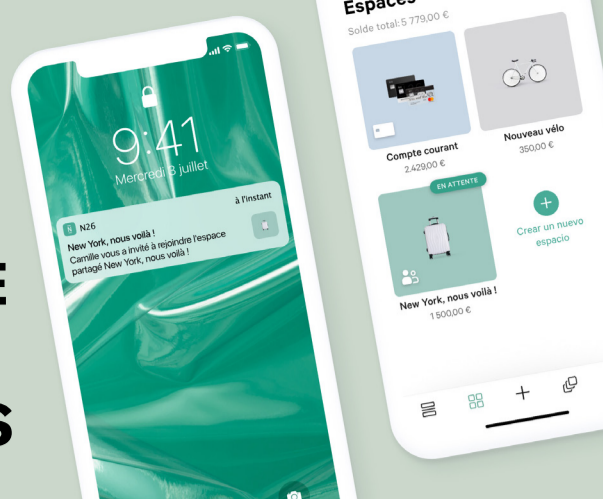 E
S
9:41
Mercredi 3 juillet
N26
à l'instant
New York, nous voilà !
Camille vous a invité à rejoindre l'espace
partagé New York, nous voilà !
Espaces
Solde total: 5 779,00 €
Compte courant
2.429,00 €
Nouveau vélo
350,00 €
EN ATTENTE
New York, nous voilà !
1 500,00 €
Crear un nuevo
espacio